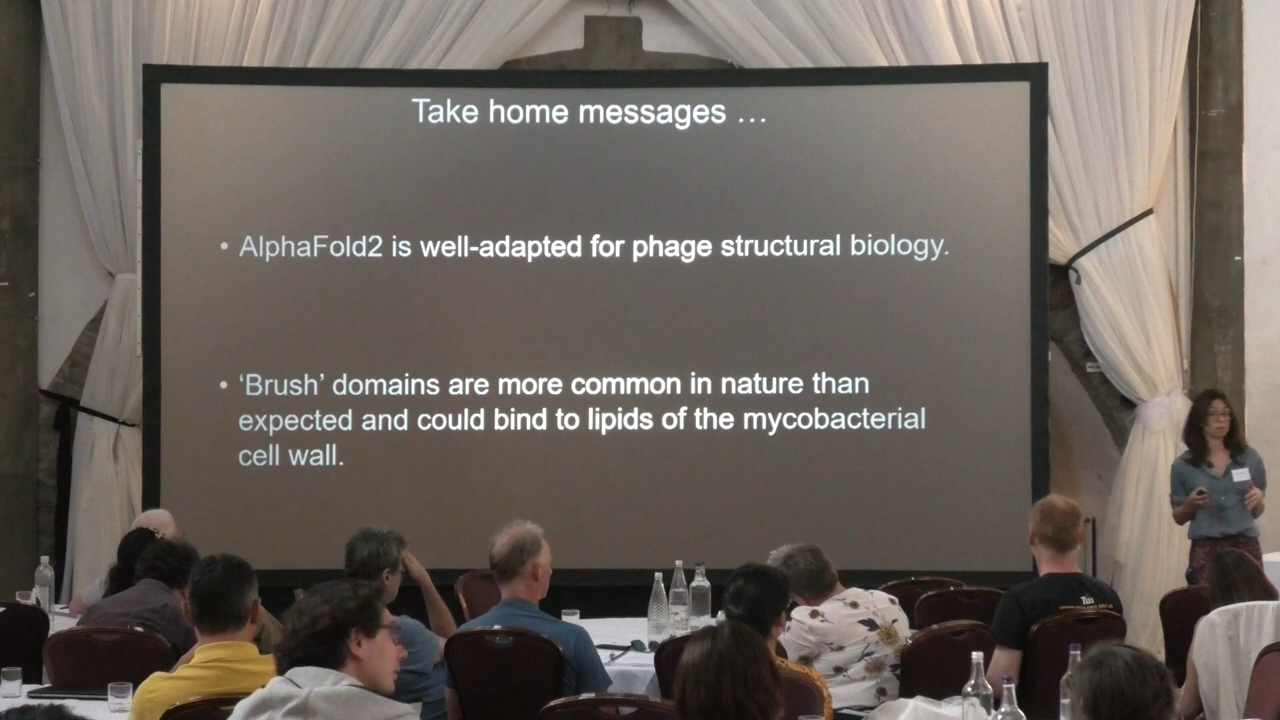 Take home messages …
• AlphaFold2 is well-adapted for phage structural biology.
• ‘Brush’ domains are more common in nature than
expected and could bind to lipids of the mycobacterial
cell wall.